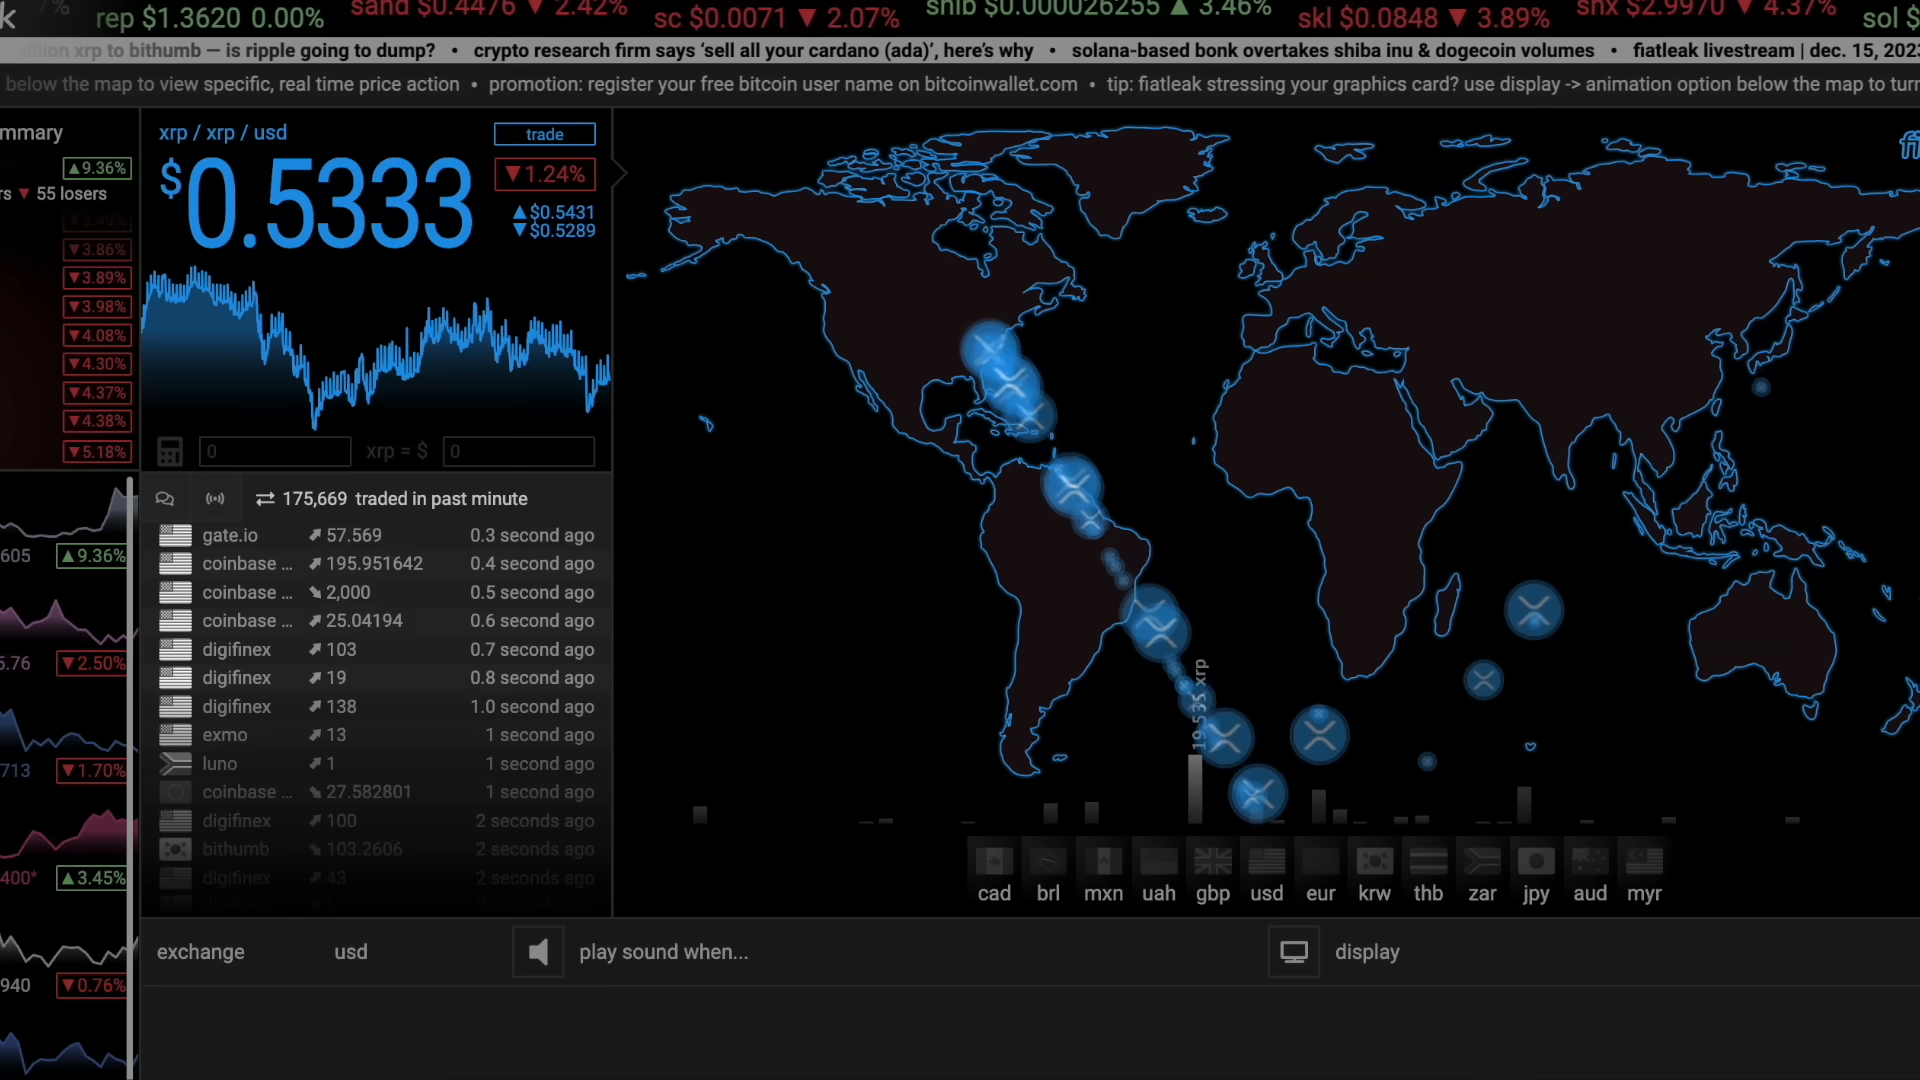 k
rep $1.3620 0.00%
sand $0.4476 ▼ 2.42%
sc $0.0071 ▼ 2.07%
shib $0.000026255 ▲ 3.46%
skl $0.0848 ▼ 3.89%
snx $2.9970 ▼ 4.37%
sol $
xrp to bithumb — is ripple going to dump? • crypto research firm says ‘sell all your cardano (ada)’, here’s why • solana-based bonk overtakes shiba inu & dogecoin volumes • fiatleak livestream | dec. 15, 2023
below the map to view specific, real time price action • promotion: register your free bitcoin user name on bitcoinwallet.com • tip: fiatleak stressing your graphics card? use display -> animation option below the map to turn
mmary
▲9.36%
rs ▼ 55 losers
▼3.49%
▼3.86%
▼3.89%
▼3.98%
▼4.08%
▼4.30%
▼4.37%
▼4.38%
▼5.18%
605 ▲9.36%
5.76 ▼2.50%
713 ▼1.70%
400* ▲3.45%
940 ▼0.76%
xrp / xrp / usd
trade
$0.5333
▼1.24%
▲$0.5431
▼$0.5289
0 xrp = $ 0
175,669 traded in past minute
gate.io 57.569 0.3 second ago
coinbase ... 195.951642 0.4 second ago
coinbase ... 2,000 0.5 second ago
coinbase ... 25.04194 0.6 second ago
digifinex 103 0.7 second ago
digifinex 19 0.8 second ago
digifinex 138 1.0 second ago
exmo 13 1 second ago
luno 1 1 second ago
coinbase ... 27.582801 1 second ago
digifinex 100 2 seconds ago
bithumb 103.2606 2 seconds ago
digifinex 43 2 seconds ago
19,535 xrp
cad brl mxn uah gbp usd eur krw thb zar jpy aud myr
exchange usd play sound when... display